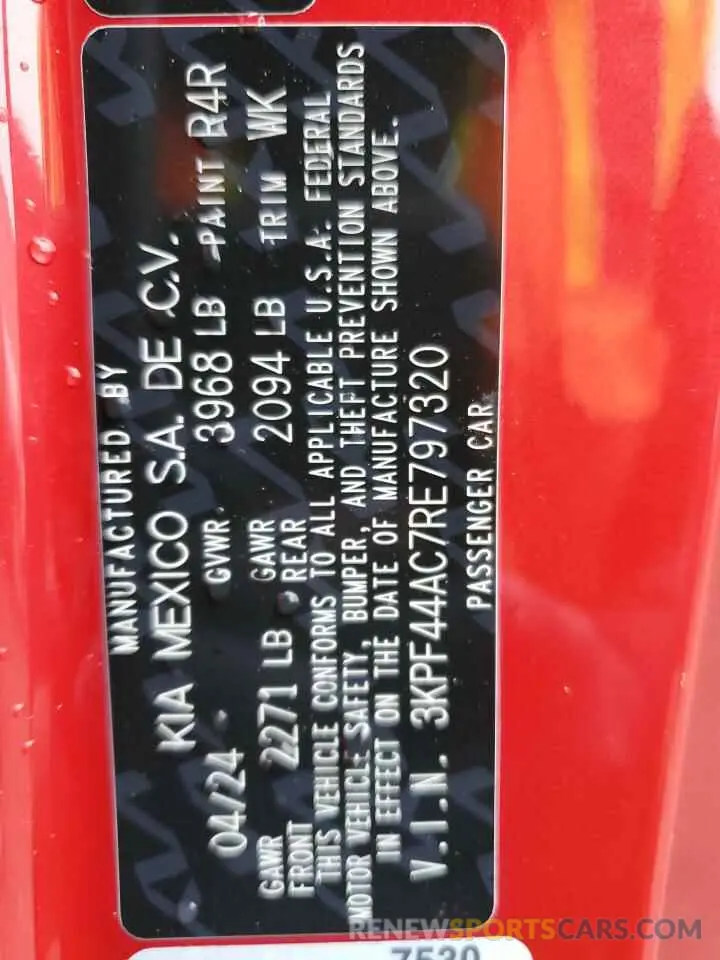 MANUFACTURED BY
KIA MEXICO S.A. DE C.V.
04/24 GVWR 3968 LB PAINT R4R
GAWR FRONT 2271 LB GAWR REAR 2094 LB TRIM WK
THIS VEHICLE CONFORMS TO ALL APPLICABLE U.S.A. FEDERAL
MOTOR VEHICLE SAFETY, BUMPER, AND THEFT PREVENTION STANDARDS
IN EFFECT ON THE DATE OF MANUFACTURE SHOWN ABOVE.
V.I.N. 3KPF44AC7RE797320
PASSENGER CAR
RENEWSPORTSCARS.COM
7530